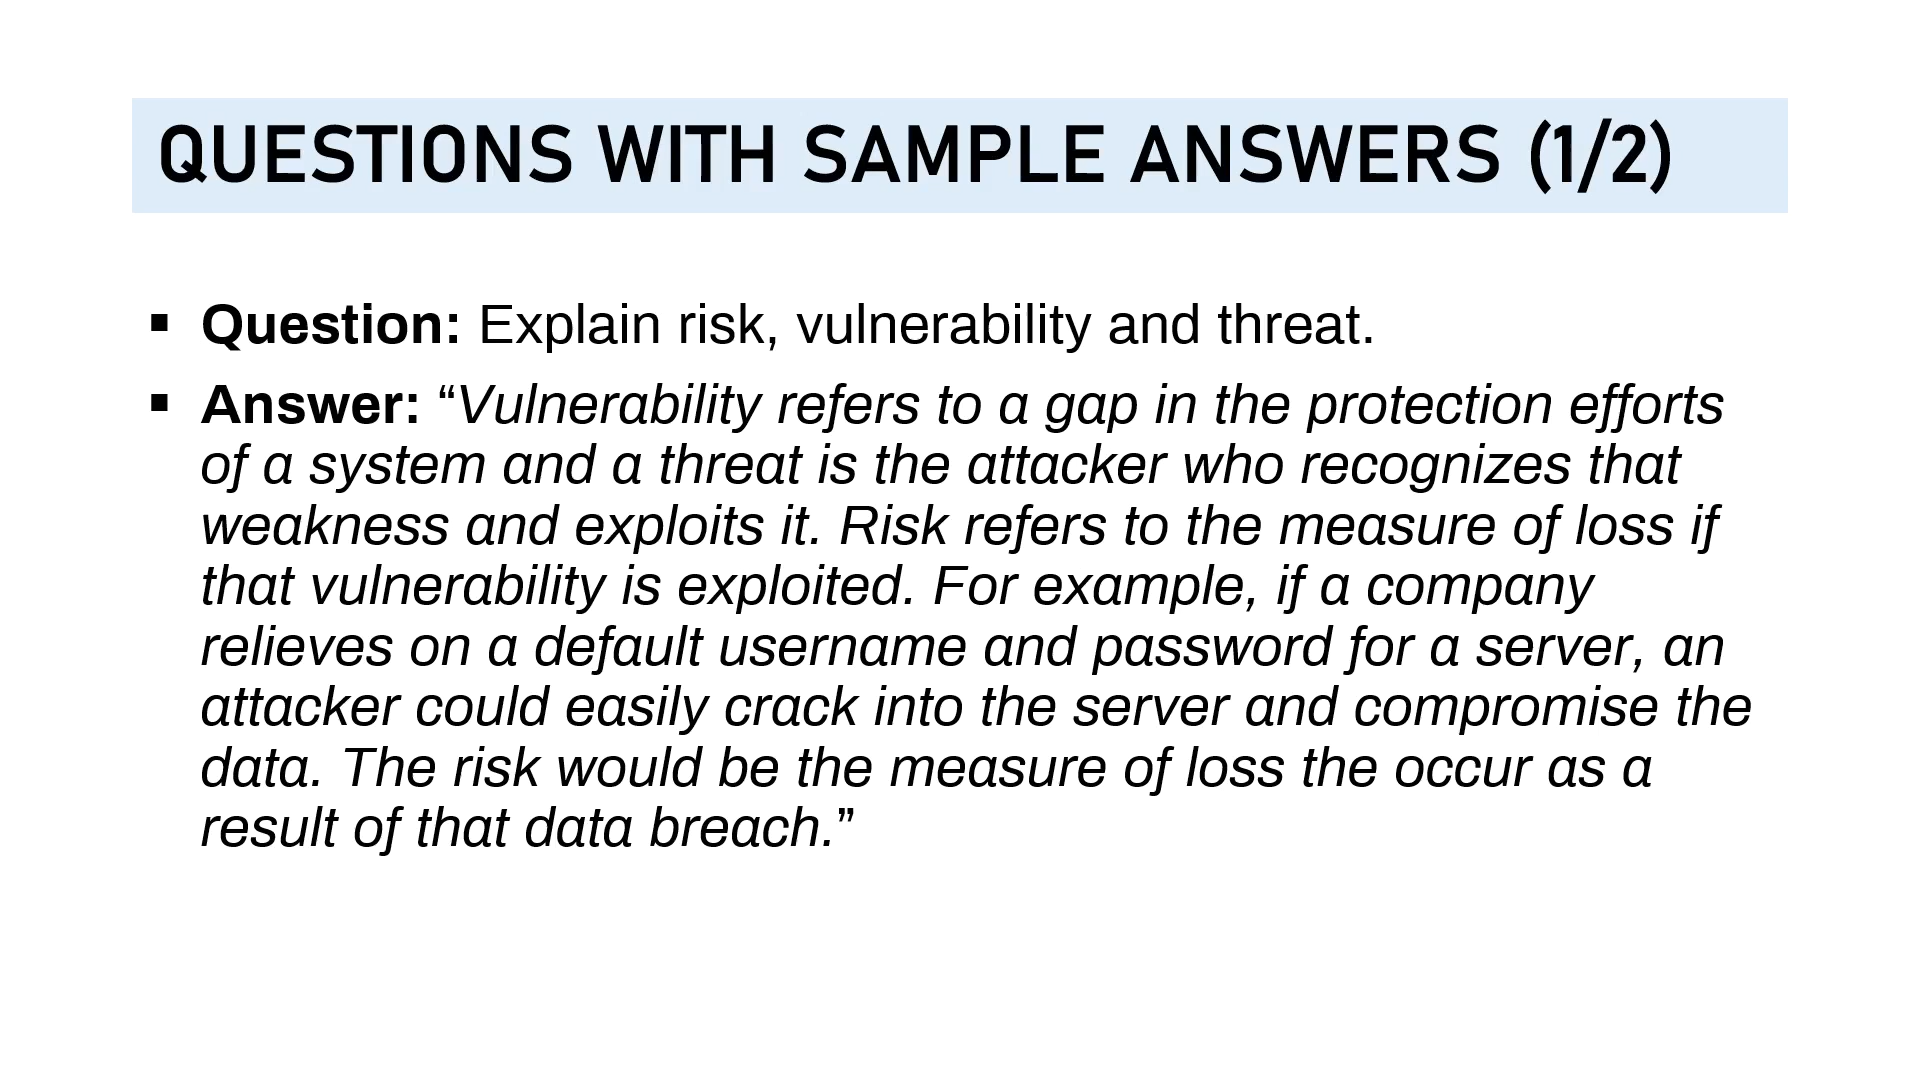 QUESTIONS WITH SAMPLE ANSWERS (1/2)
▪ Question: Explain risk, vulnerability and threat.
▪ Answer: “Vulnerability refers to a gap in the protection efforts
of a system and a threat is the attacker who recognizes that
weakness and exploits it. Risk refers to the measure of loss if
that vulnerability is exploited. For example, if a company
relieves on a default username and password for a server, an
attacker could easily crack into the server and compromise the
data. The risk would be the measure of loss the occur as a
result of that data breach.”